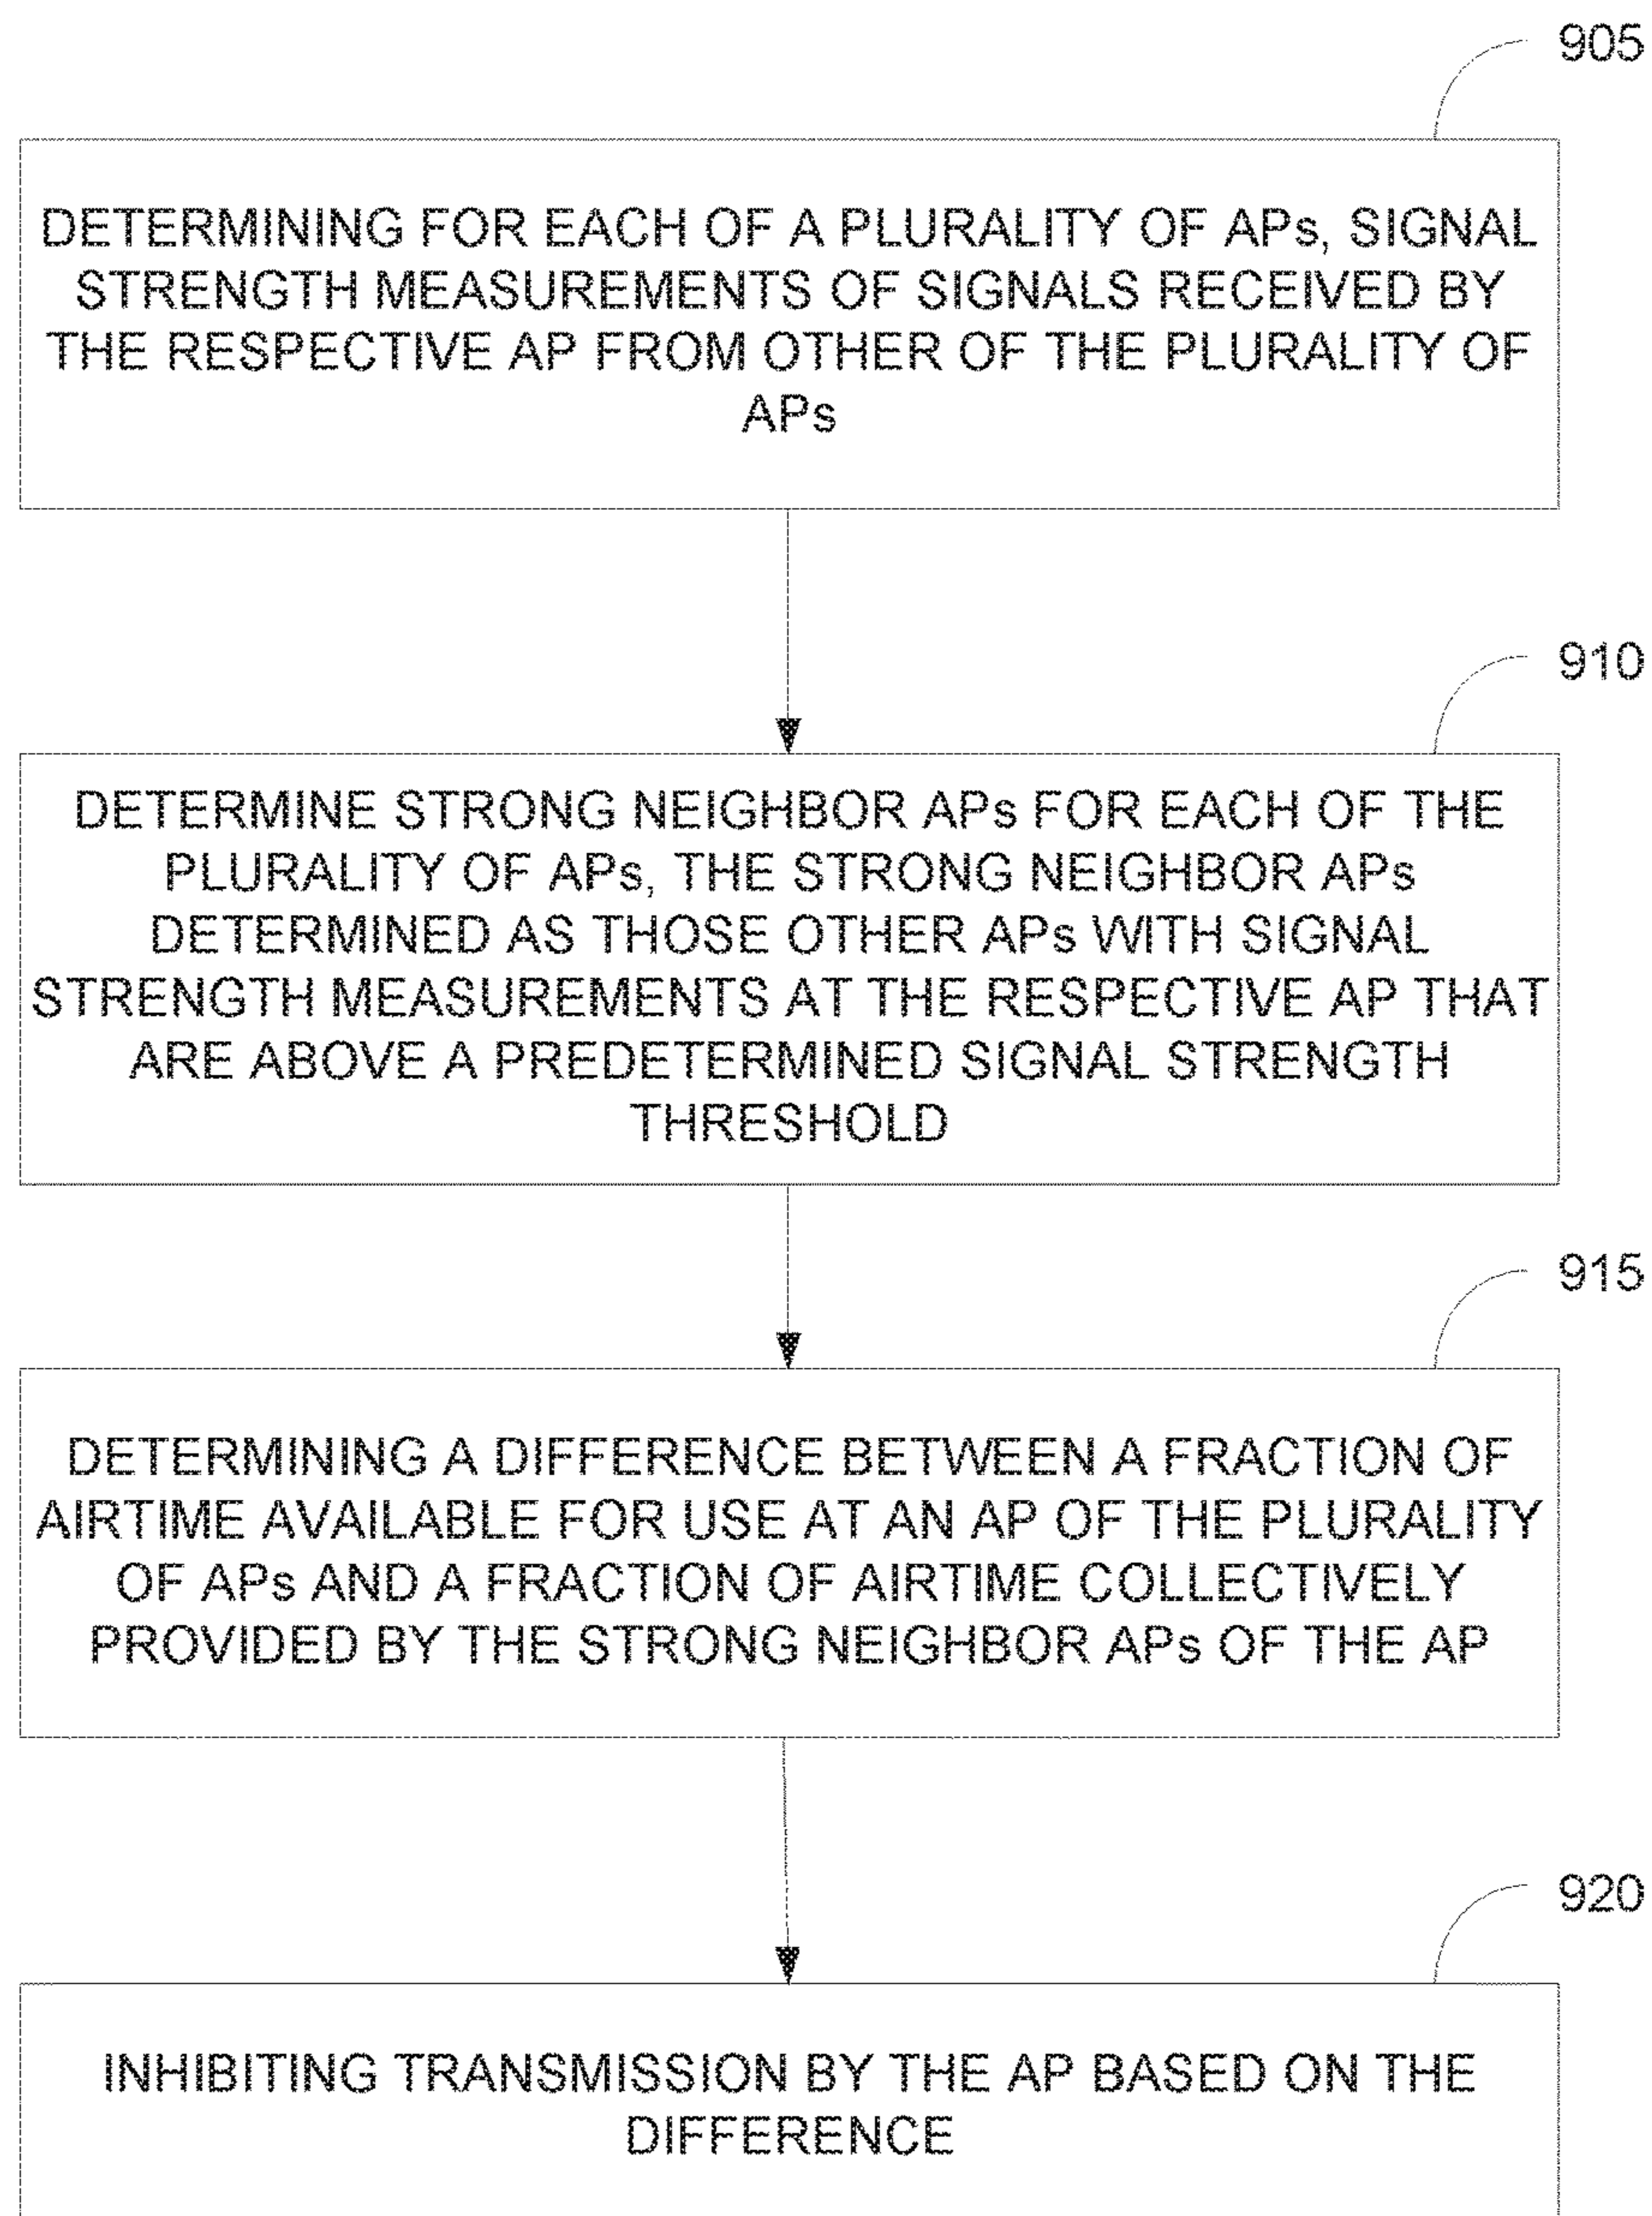 905
DETERMINING FOR EACH OF A PLURALITY OF APs, SIGNAL
STRENGTH MEASUREMENTS OF SIGNALS RECEIVED BY
THE RESPECTIVE AP FROM OTHER OF THE PLURALITY OF
APs
910
DETERMINE STRONG NEIGHBOR APs FOR EACH OF THE
PLURALITY OF APs, THE STRONG NEIGHBOR APs
DETERMINED AS THOSE OTHER APs WITH SIGNAL
STRENGTH MEASUREMENTS AT THE RESPECTIVE AP THAT
ARE ABOVE A PREDETERMINED SIGNAL STRENGTH
THRESHOLD
915
DETERMINING A DIFFERENCE BETWEEN A FRACTION OF
AIRTIME AVAILABLE FOR USE AT AN AP OF THE PLURALITY
OF APs AND A FRACTION OF AIRTIME COLLECTIVELY
PROVIDED BY THE STRONG NEIGHBOR APs OF THE AP
920
INHIBITING TRANSMISSION BY THE AP BASED ON THE
DIFFERENCE